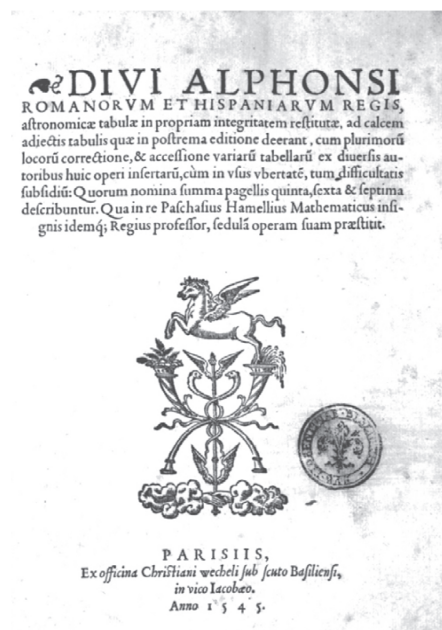 DIVI ALPHONSI
ROMANORVM ET HISPANIARVM REGIS,
astronomicæ tabulæ in propriam integritatem restitutæ, ad calcem
adiectis tabulis quæ in postrema editione deerant, cum plurimorũ
locorũ correctione, & accessione variarũ tabellarũ ex diuersis au-
toribus huic operi insertarũ, cùm in vsus vbertatẽ, tum difficultatis
subsidiũ: Quorum nomina summa pagellis quinta, sexta & septima
describuntur. Qua in re Paschasius Hamellius Mathematicus insi-
gnis idemq́; Regius professor, sedulã operam suam præstitit.
PARISIIS,
Ex officina Christiani wecheli sub scuto Basiliensi,
in vico Iacobæo.
Anno 1545.